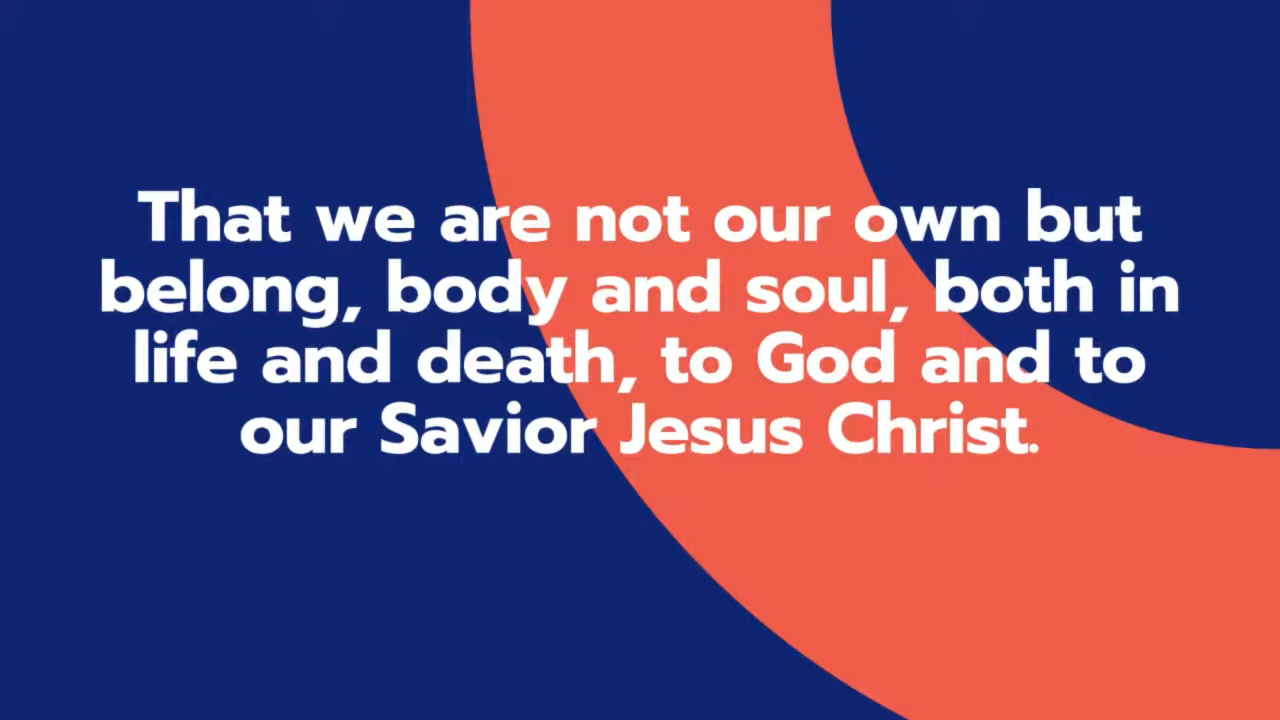 That we are not our own but
belong, body and soul, both in
life and death, to God and to
our Savior Jesus Christ.